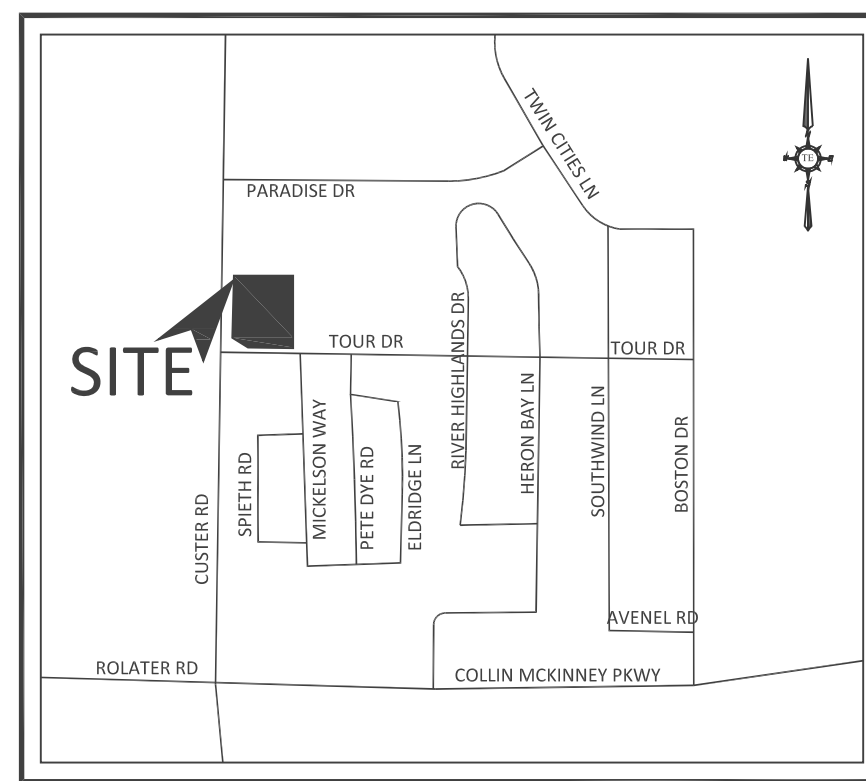 TWIN CITIES LN
TE
PARADISE DR
SITE
TOUR DR
TOUR DR
RIVER HIGHLANDS DR
HERON BAY LN
SOUTHWIND LN
BOSTON DR
MICKELSON WAY
SPIETH RD
PETE DYE RD
ELDRIDGE LN
CUSTER RD
AVENEL RD
ROLATER RD
COLLIN MCKINNEY PKWY